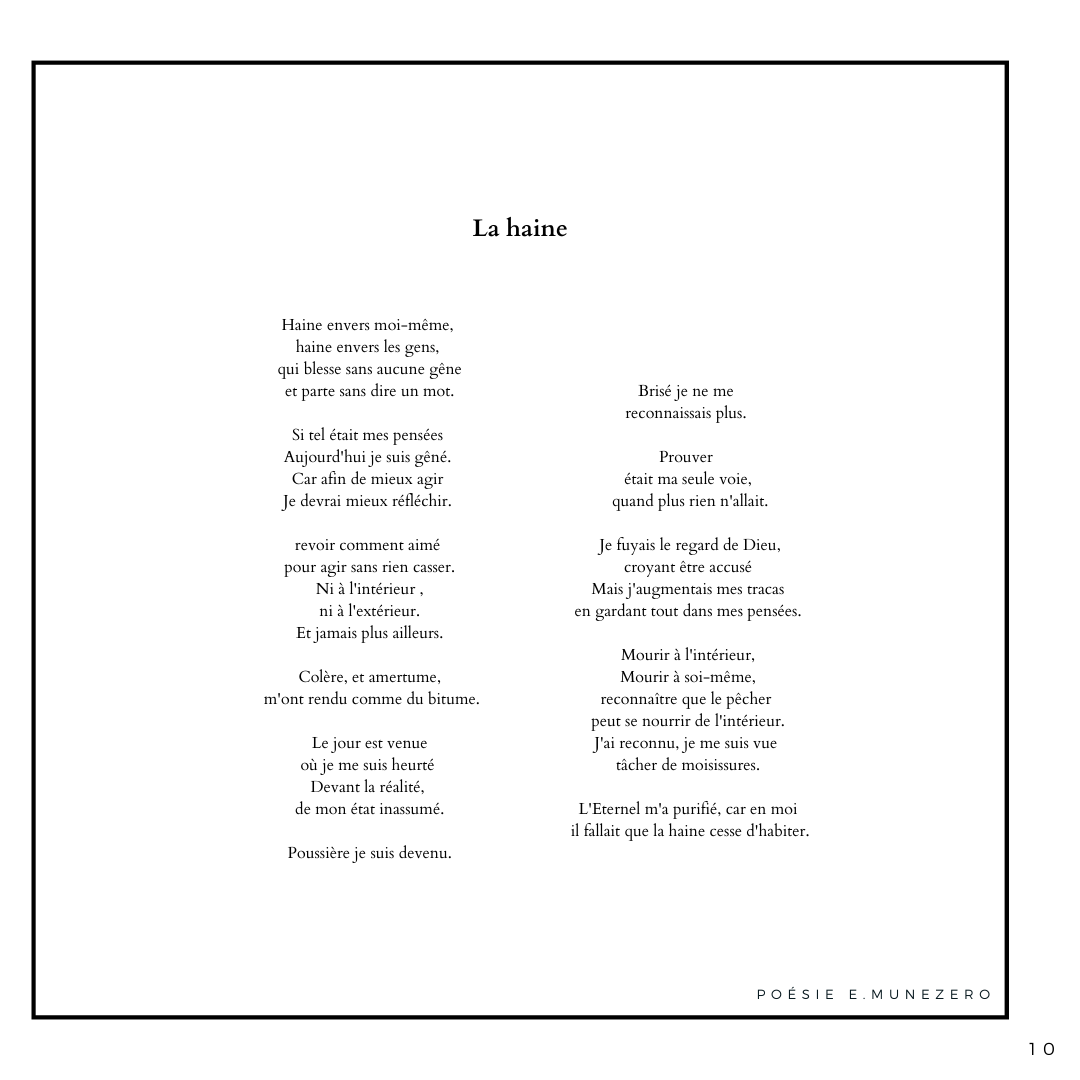 La haine
Haine envers moi-même,
haine envers les gens,
qui blesse sans aucune gêne
et parte sans dire un mot.
Si tel était mes pensées
Aujourd'hui je suis gêné.
Car afin de mieux agir
Je devrai mieux réfléchir.
revoir comment aimé
pour agir sans rien casser.
Ni à l'intérieur ,
ni à l'extérieur.
Et jamais plus ailleurs.
Colère, et amertume,
m'ont rendu comme du bitume.
Le jour est venue
où je me suis heurté
Devant la réalité,
de mon état inassumé.
Poussière je suis devenu.
Brisé je ne me
reconnaissais plus.
Prouver
était ma seule voie,
quand plus rien n'allait.
Je fuyais le regard de Dieu,
croyant être accusé
Mais j'augmentais mes tracas
en gardant tout dans mes pensées.
Mourir à l'intérieur,
Mourir à soi-même,
reconnaître que le pêcher
peut se nourrir de l'intérieur.
J'ai reconnu, je me suis vue
tâcher de moisissures.
L'Eternel m'a purifié, car en moi
il fallait que la haine cesse d'habiter.
POÉSIE E.MUNEZERO
10